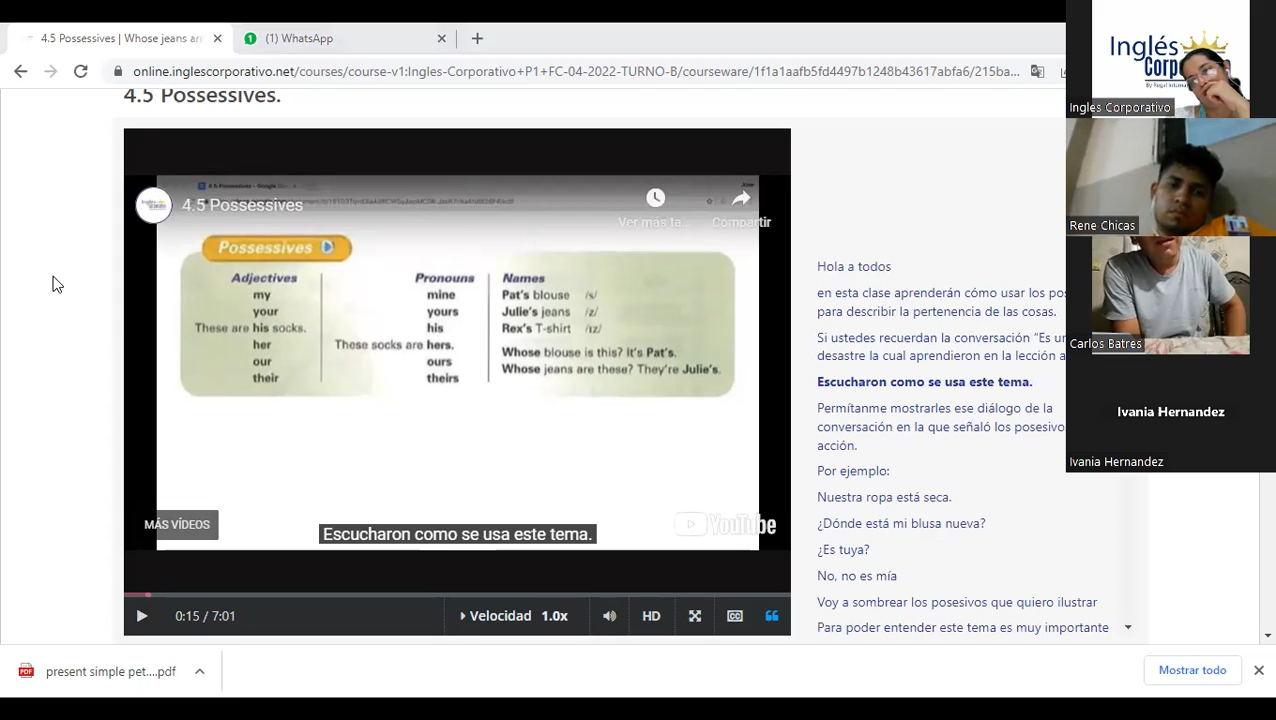 4.5 Possessives | Whose jeans are
(1) WhatsApp
online.inglescorporativo.net/courses/course-v1:Ingles-Corporativo+P1+FC-04-2022-TURNO-B/courseware/1f1a1aafb5fd4497b1248b43617abfa6/215ba...
4.5 Possessives.
4.5 Possessives
Ver más ta...
Compartir
Possessives
Adjectives
my
your
These are his socks.
her
our
their
Pronouns
mine
yours
his
These socks are hers.
ours
theirs
Names
Pat's blouse /s/
Julie's jeans /z/
Rex's T-shirt /ɪz/
Whose blouse is this? It's Pat's.
Whose jeans are these? They're Julie's.
MÁS VÍDEOS
YouTube
Escucharon como se usa este tema.
0:15 / 7:01
Velocidad 1.0x
HD
Hola a todos
en esta clase aprenderán cómo usar los po
para describir la pertenencia de las cosas.
Si ustedes recuerdan la conversación “Es u
desastre la cual aprendieron en la lección a
Escucharon como se usa este tema.
Permítanme mostrarles ese diálogo de la
conversación en la que señaló los posesivo
acción.
Por ejemplo:
Nuestra ropa está seca.
¿Dónde está mi blusa nueva?
¿Es tuya?
No, no es mía
Voy a sombrear los posesivos que quiero ilustrar
Para poder entender este tema es muy importante
Inglés
Corp
Ingles Corporativo
Rene Chicas
Carlos Batres
Ivania Hernandez
Ivania Hernandez
PDF
present simple pet....pdf
Mostrar todo